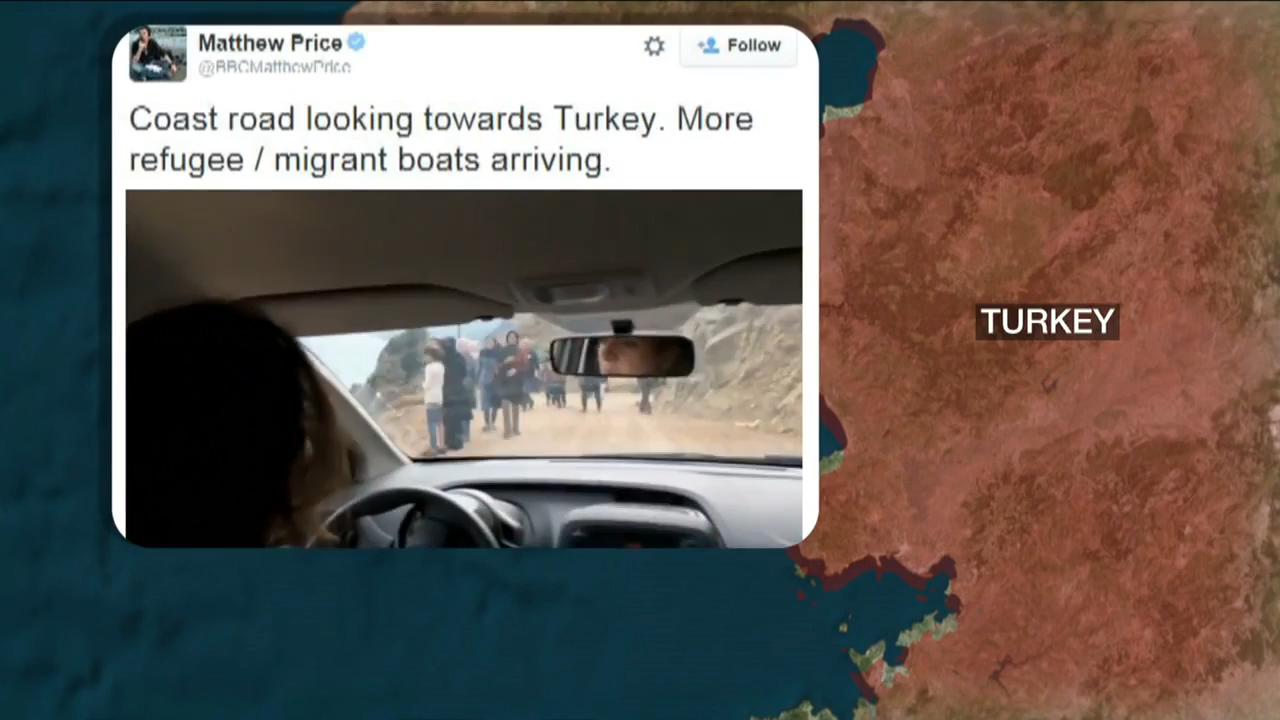 Matthew Price
@BBCMatthewPrice
Follow
Coast road looking towards Turkey. More
refugee / migrant boats arriving.
TURKEY